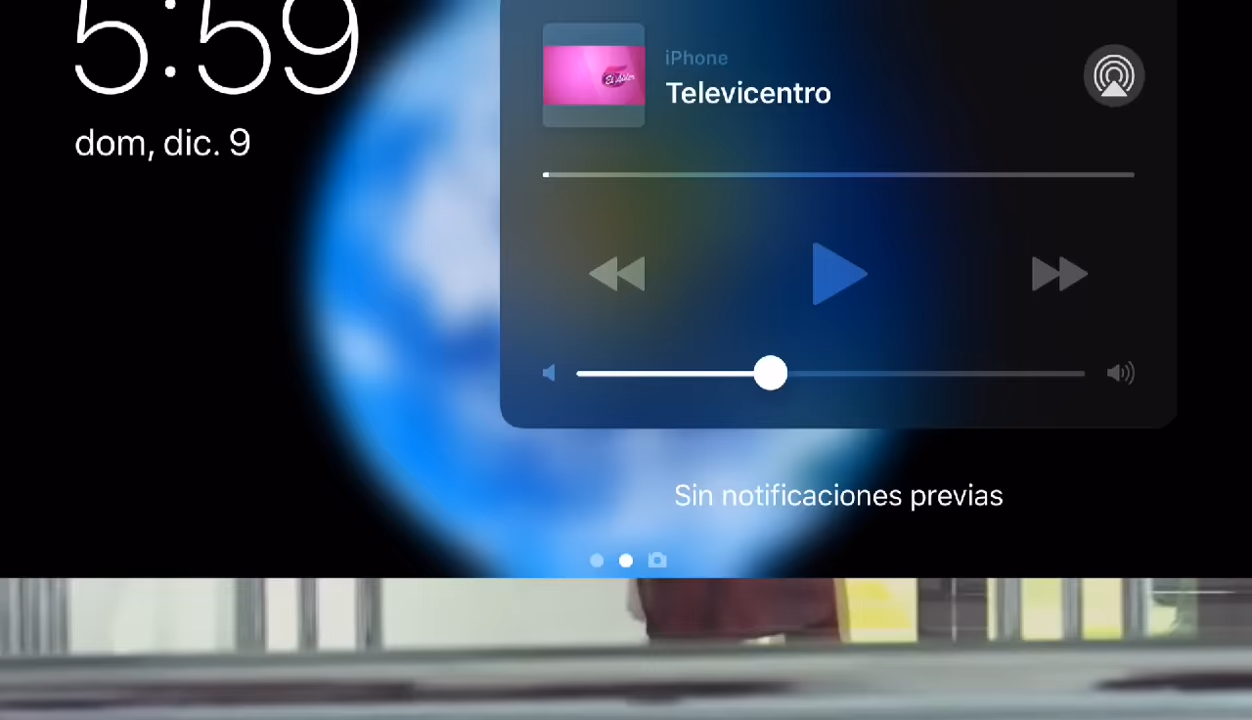 5:59
dom, dic. 9
iPhone
Televicentro
Sin notificaciones previas